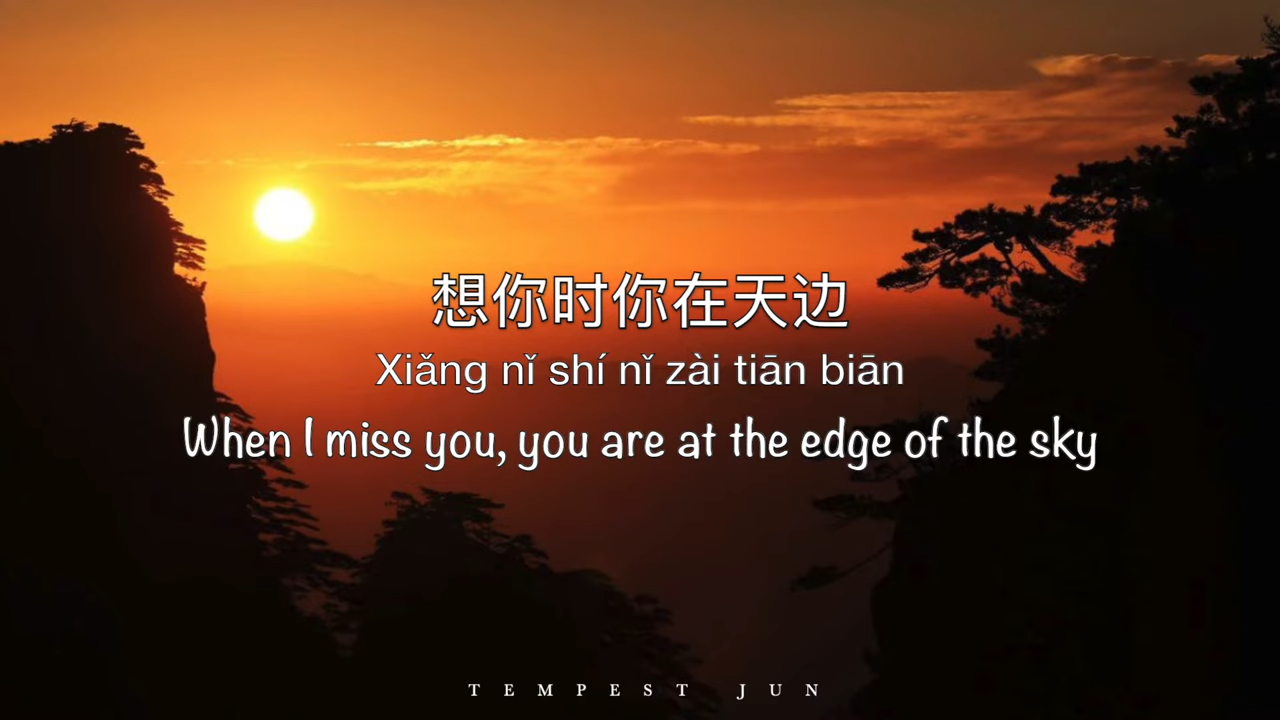 想你时你在天边
Xiǎng nǐ shí nǐ zài tiān biān
When I miss you, you are at the edge of the sky
TEMPEST JUN